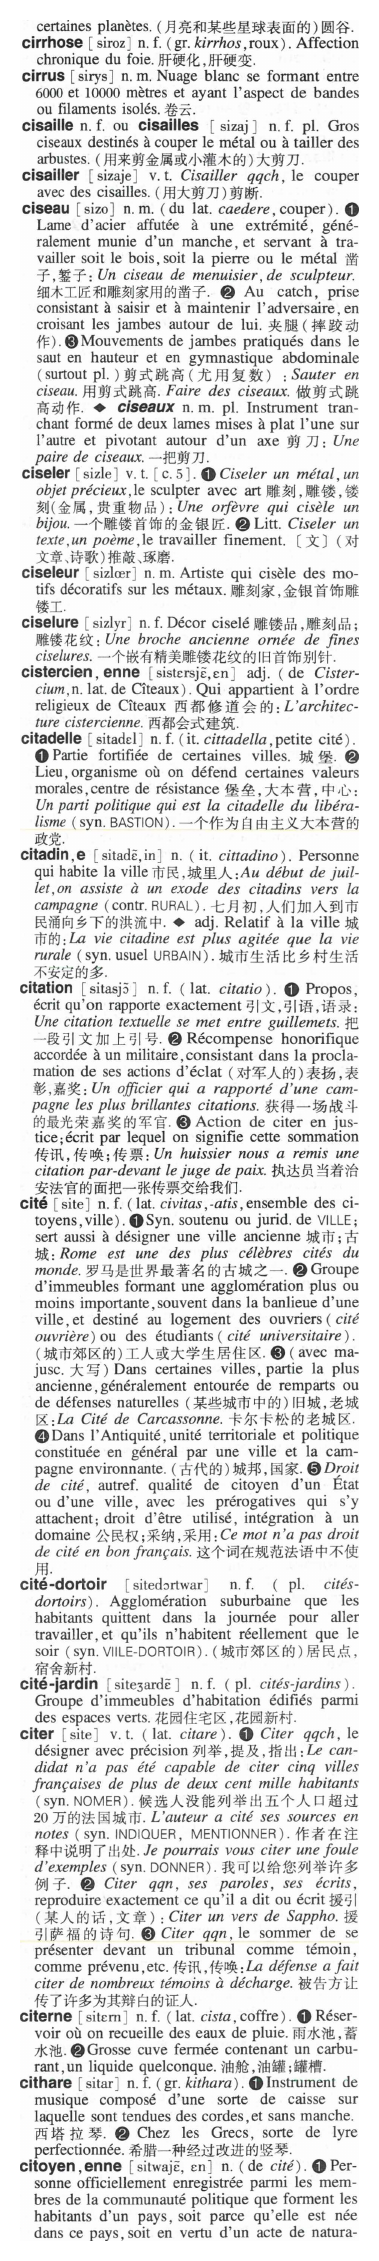 certaines planètes. (月亮和某些星球表面的)圆谷.
cirrhose [siroz] n. f. (gr. kirrhos, roux). Affection
chronique du foie. 肝硬化,肝硬变.
cirrus [sirys] n. m. Nuage blanc se formant entre
6000 et 10000 mètres et ayant l'aspect de bandes
ou filaments isolés. 卷云.
cisaille n. f. ou cisailles [sizaj] n. f. pl. Gros
ciseaux destinés à couper le métal ou à tailler des
arbustes. (用来剪金属或小灌木的)大剪刀.
cisailler [sizaje] v. t. Cisailler qqch, le couper
avec des cisailles. (用大剪刀)剪断.
ciseau [sizo] n. m. (du lat. caedere, couper). ❶
Lame d'acier affutée à une extrémité, géné-
ralement munie d'un manche, et servant à tra-
vailler soit le bois, soit la pierre ou le métal 凿
子,錾子: Un ciseau de menuisier, de sculpteur.
细木工匠和雕刻家用的凿子. ❷ Au catch, prise
consistant à saisir et à maintenir l'adversaire, en
croisant les jambes autour de lui. 夹腿(摔跤动
作). ❸ Mouvements de jambes pratiqués dans le
saut en hauteur et en gymnastique abdominale
(surtout pl.) 剪式跳高(尤用复数) : Sauter en
ciseau. 用剪式跳高. Faire des ciseaux. 做剪式跳
高动作. ◆ ciseaux n. m. pl. Instrument tran-
chant formé de deux lames mises à plat l'une sur
l'autre et pivotant autour d'un axe 剪刀: Une
paire de ciseaux. 一把剪刀.
ciseler [sizle] v. t. [c. 5]. ❶ Ciseler un métal, un
objet précieux, le sculpter avec art 雕刻,雕镂,镂
刻(金属,贵重物品): Une orfèvre qui cisèle un
bijou. 一个雕镂首饰的金银匠. ❷ Litt. Ciseler un
texte, un poème, le travailler finement. 〔文〕(对
文章、诗歌)推敲、琢磨.
ciseleur [sizlœr] n. m. Artiste qui cisèle des mo-
tifs décoratifs sur les métaux. 雕刻家,金银首饰雕
镂工.
ciselure [sizlyr] n. f. Décor ciselé 雕镂品,雕刻品;
雕镂花纹: Une broche ancienne ornée de fines
ciselures. 一个嵌有精美雕镂花纹的旧首饰别针.
cistercien, enne [sistɛrsjɛ̃, ɛn] adj. (de Cister-
cium, n. lat. de Cîteaux). Qui appartient à l'ordre
religieux de Cîteaux 西都修道会的: L'architec-
ture cistercienne. 西都会式建筑.
citadelle [sitadɛl] n. f. (it. cittadella, petite cité).
❶ Partie fortifiée de certaines villes. 城堡. ❷
Lieu, organisme où on défend certaines valeurs
morales, centre de résistance 堡垒,大本营,中心:
Un parti politique qui est la citadelle du libéra-
lisme (syn. BASTION). 一个作为自由主义大本营的
政党.
citadin, e [sitadɛ̃, in] n. (it. cittadino). Personne
qui habite la ville 市民,城里人: Au début de juil-
let, on assiste à un exode des citadins vers la
campagne (contr. RURAL). 七月初,人们加入到市
民涌向乡下的洪流中. ◆ adj. Relatif à la ville 城
市的: La vie citadine est plus agitée que la vie
rurale (syn. usuel URBAIN). 城市生活比乡村生活
不安定的多.
citation [sitasjɔ̃] n. f. (lat. citatio). ❶ Propos,
écrit qu'on rapporte exactement 引文,引语,语录:
Une citation textuelle se met entre guillemets. 把
一段引文加上引号. ❷ Récompense honorifique
accordée à un militaire, consistant dans la procla-
mation de ses actions d'éclat (对军人的)表扬,表
彰,嘉奖: Un officier qui a rapporté d'une cam-
pagne les plus brillantes citations. 获得一场战斗
的最光荣嘉奖的军官. ❸ Action de citer en jus-
tice; écrit par lequel on signifie cette sommation
传讯,传唤;传票: Un huissier nous a remis une
citation par-devant le juge de paix. 执达员当着治
安法官的面把一张传票交给我们.
cité [site] n. f. (lat. civitas, -atis, ensemble des ci-
toyens, ville). ❶ Syn. soutenu ou jurid. de VILLE;
sert aussi à désigner une ville ancienne 城市;古
城: Rome est une des plus célèbres cités du
monde. 罗马是世界最著名的古城之一. ❷ Groupe
d'immeubles formant une agglomération plus ou
moins importante, souvent dans la banlieue d'une
ville, et destiné au logement des ouvriers (cité
ouvrière) ou des étudiants (cité universitaire).
(城市郊区的)工人或大学生居住区. ❸ (avec ma-
jusc. 大写) Dans certaines villes, partie la plus
ancienne, généralement entourée de remparts ou
de défenses naturelles (某些城市中的)旧城,老城
区: La Cité de Carcassonne. 卡尔卡松的老城区.
❹ Dans l'Antiquité, unité territoriale et politique
constituée en général par une ville et la cam-
pagne environnante. (古代的)城邦,国家. ❺ Droit
de cité, autref. qualité de citoyen d'un État
ou d'une ville, avec les prérogatives qui s'y
attachent; droit d'être utilisé, intégration à un
domaine 公民权;采纳,采用: Ce mot n'a pas droit
de cité en bon français. 这个词在规范法语中不使
用.
cité-dortoir [sitedɔrtwar] n. f. ( pl. cités-
dortoirs). Agglomération suburbaine que les
habitants quittent dans la journée pour aller
travailler, et qu'ils n'habitent réellement que le
soir (syn. VIILE-DORTOIR). (城市郊区的)居民点,
宿舍新村.
cité-jardin [siteʒardɛ̃] n. f. (pl. cités-jardins).
Groupe d'immeubles d'habitation édifiés parmi
des espaces verts. 花园住宅区,花园新村.
citer [site] v. t. (lat. citare). ❶ Citer qqch, le
désigner avec précision 列举,提及,指出: Le can-
didat n'a pas été capable de citer cinq villes
françaises de plus de deux cent mille habitants
(syn. NOMER). 候选人没能列举出五个人口超过
20万的法国城市. L'auteur a cité ses sources en
notes (syn. INDIQUER, MENTIONNER). 作者在注
释中说明了出处. Je pourrais vous citer une foule
d'exemples (syn. DONNER). 我可以给您列举许多
例子. ❷ Citer qqn, ses paroles, ses écrits,
reproduire exactement ce qu'il a dit ou écrit 援引
(某人的话,文章): Citer un vers de Sappho. 援
引萨福的诗句. ❸ Citer qqn, le sommer de se
présenter devant un tribunal comme témoin,
comme prévenu, etc. 传讯,传唤: La défense a fait
citer de nombreux témoins à décharge. 被告方让
传了许多为其辩白的证人.
citerne [sitɛrn] n. f. (lat. cista, coffre). ❶ Réser-
voir où on recueille des eaux de pluie. 雨水池,蓄
水池. ❷ Grosse cuve fermée contenant un carbu-
rant, un liquide quelconque. 油舱,油罐;罐槽.
cithare [sitar] n. f. (gr. kithara). ❶ Instrument de
musique composé d'une sorte de caisse sur
laquelle sont tendues des cordes, et sans manche.
西塔拉琴. ❷ Chez les Grecs, sorte de lyre
perfectionnée. 希腊一种经过改进的竖琴.
citoyen, enne [sitwajɛ̃, ɛn] n. (de cité). ❶ Per-
sonne officiellement enregistrée parmi les mem-
bres de la communauté politique que forment les
habitants d'un pays, soit parce qu'elle est née
dans ce pays, soit en vertu d'un acte de natura-